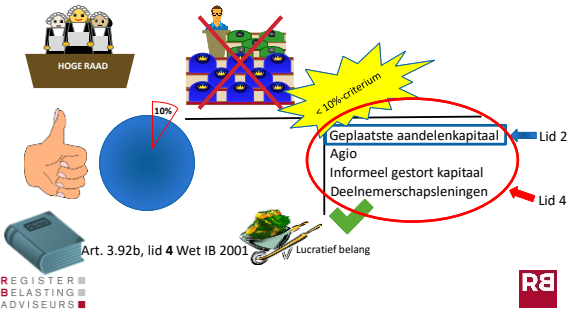 HOGE RAAD
< 10%-criterium
10%
Geplaatste aandelenkapitaal
Lid 2
Agio
Informeel gestort kapitaal
Deelnemerschapsleningen
Lid 4
Art. 3.92b, lid 4 Wet IB 2001
√ Lucratief belang
REGISTER
BELASTING
ADVISEURS
RB